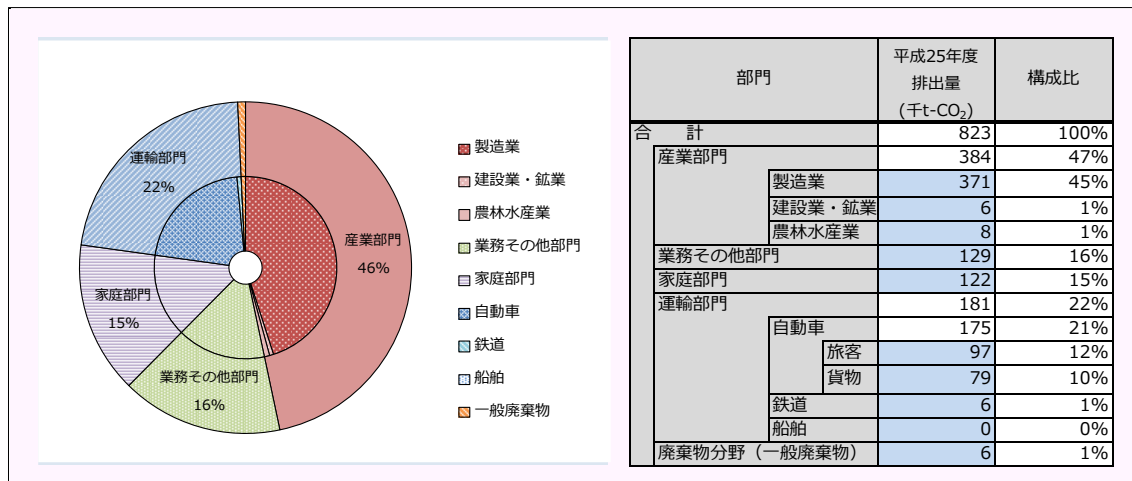 運輸部門
22%
産業部門
46%
家庭部門
15%
業務その他部門
16%
製造業
建設業・鉱業
農林水産業
業務その他部門
家庭部門
自動車
鉄道
船舶
一般廃棄物
部門 平成25年度 排出量 (千t-CO₂) 構成比
合 計 823 100%
産業部門 384 47%
製造業 371 45%
建設業・鉱業 6 1%
農林水産業 8 1%
業務その他部門 129 16%
家庭部門 122 15%
運輸部門 181 22%
自動車 175 21%
旅客 97 12%
貨物 79 10%
鉄道 6 1%
船舶 0 0%
廃棄物分野（一般廃棄物） 6 1%